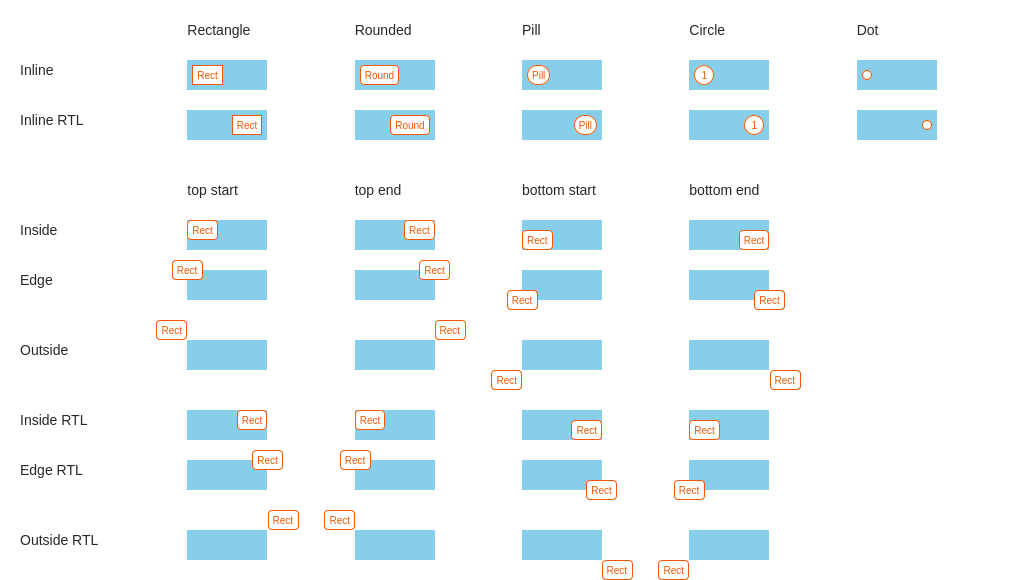 Rectangle Rounded Pill Circle Dot
Inline Rect Round Pill 1
Inline RTL Rect Round Pill 1
top start top end bottom start bottom end
Inside Rect Rect Rect Rect
Edge Rect Rect Rect Rect
Outside Rect Rect Rect Rect
Inside RTL Rect Rect Rect Rect
Edge RTL Rect Rect Rect Rect
Outside RTL Rect Rect Rect Rect